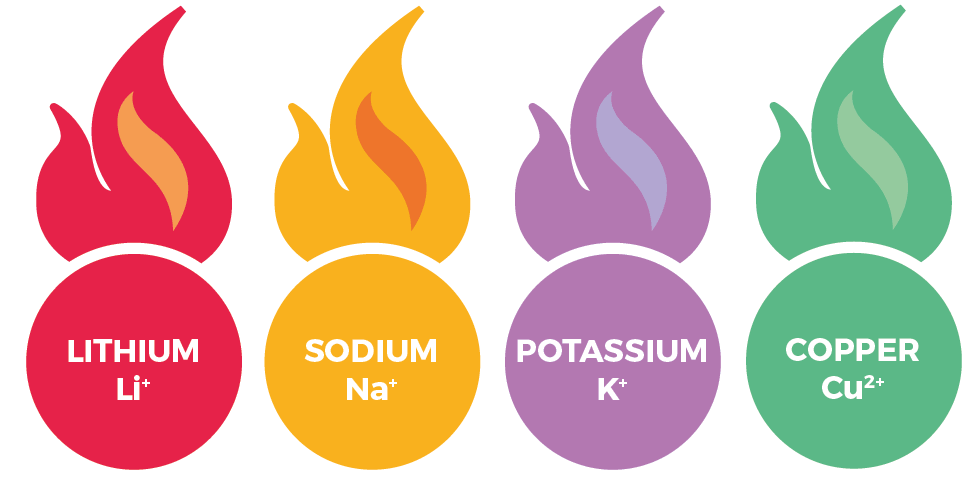 LITHIUM
Li⁺
SODIUM
Na⁺
POTASSIUM
K⁺
COPPER
Cu²⁺